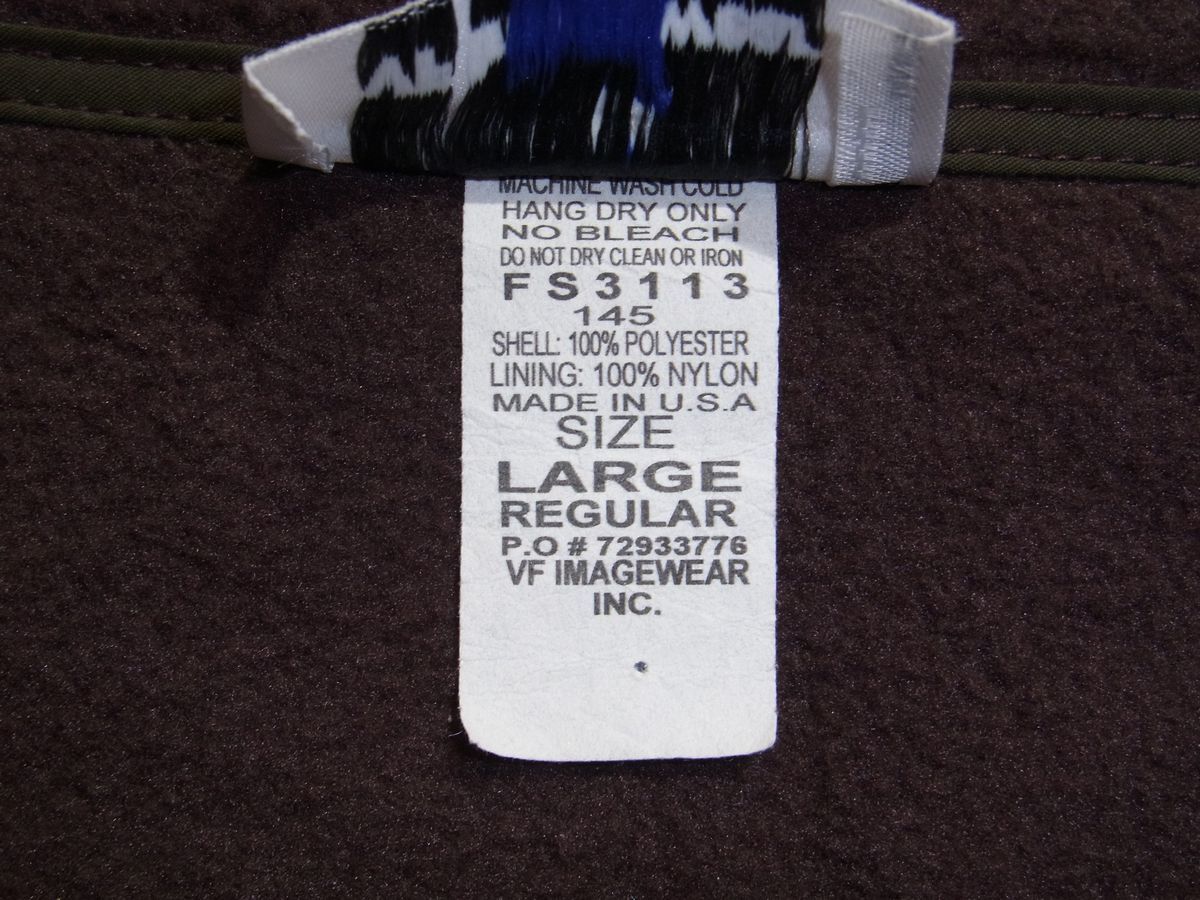 MACHINE WASH COLD
HANG DRY ONLY
NO BLEACH
DO NOT DRY CLEAN OR IRON
FS3113
145
SHELL: 100% POLYESTER
LINING: 100% NYLON
MADE IN U.S.A
SIZE
LARGE
REGULAR
P.O # 72933776
VF IMAGEWEAR
INC.